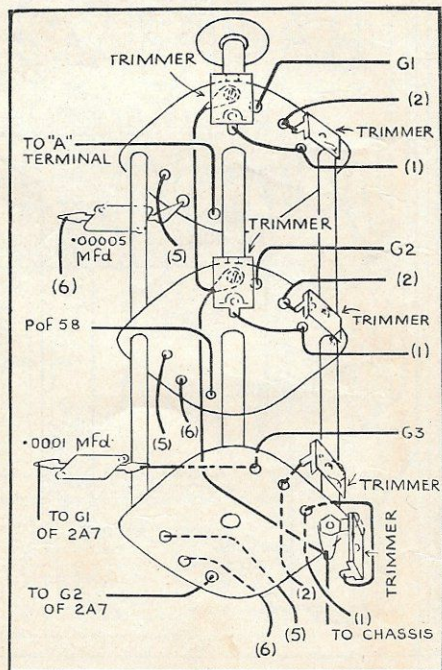 TRIMMER
G1
(2)
TRIMMER
(1)
TO "A"
TERMINAL
.00005
Mfd
(6)
(5)
TRIMMER
G2
(2)
TRIMMER
(1)
P OF 58
(5)
(6)
.0001 Mfd.
G3
TRIMMER
TRIMMER
TO G1
OF 2A7
(2)
(1)
TO G2
OF 2A7
(5)
(6)
TO CHASSIS